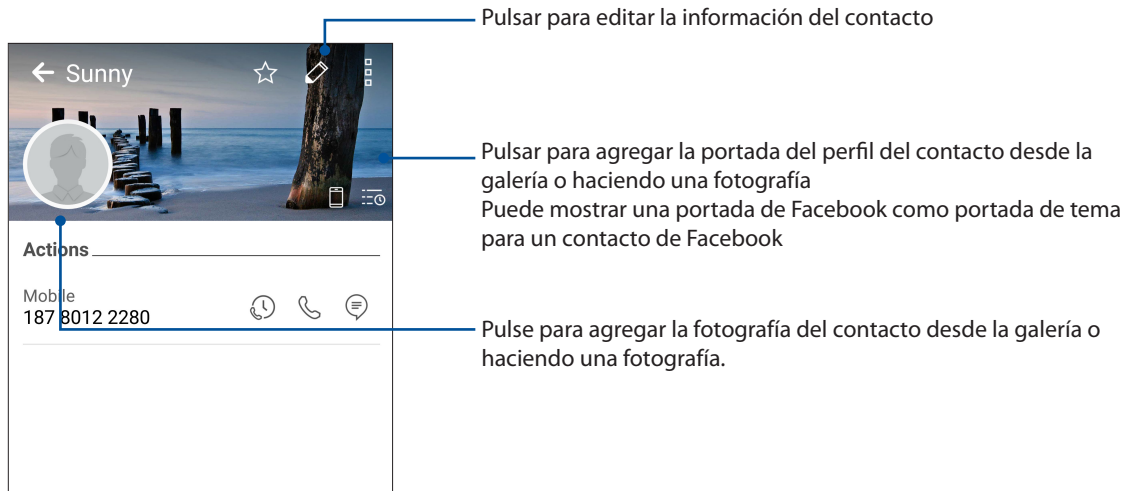 Pulsar para editar la información del contacto
Sunny
Pulsar para agregar la portada del perfil del contacto desde la
galería o haciendo una fotografía
Puede mostrar una portada de Facebook como portada de tema
para un contacto de Facebook
Actions
Mobile
187 8012 2280
Pulse para agregar la fotografía del contacto desde la galería o
haciendo una fotografía.